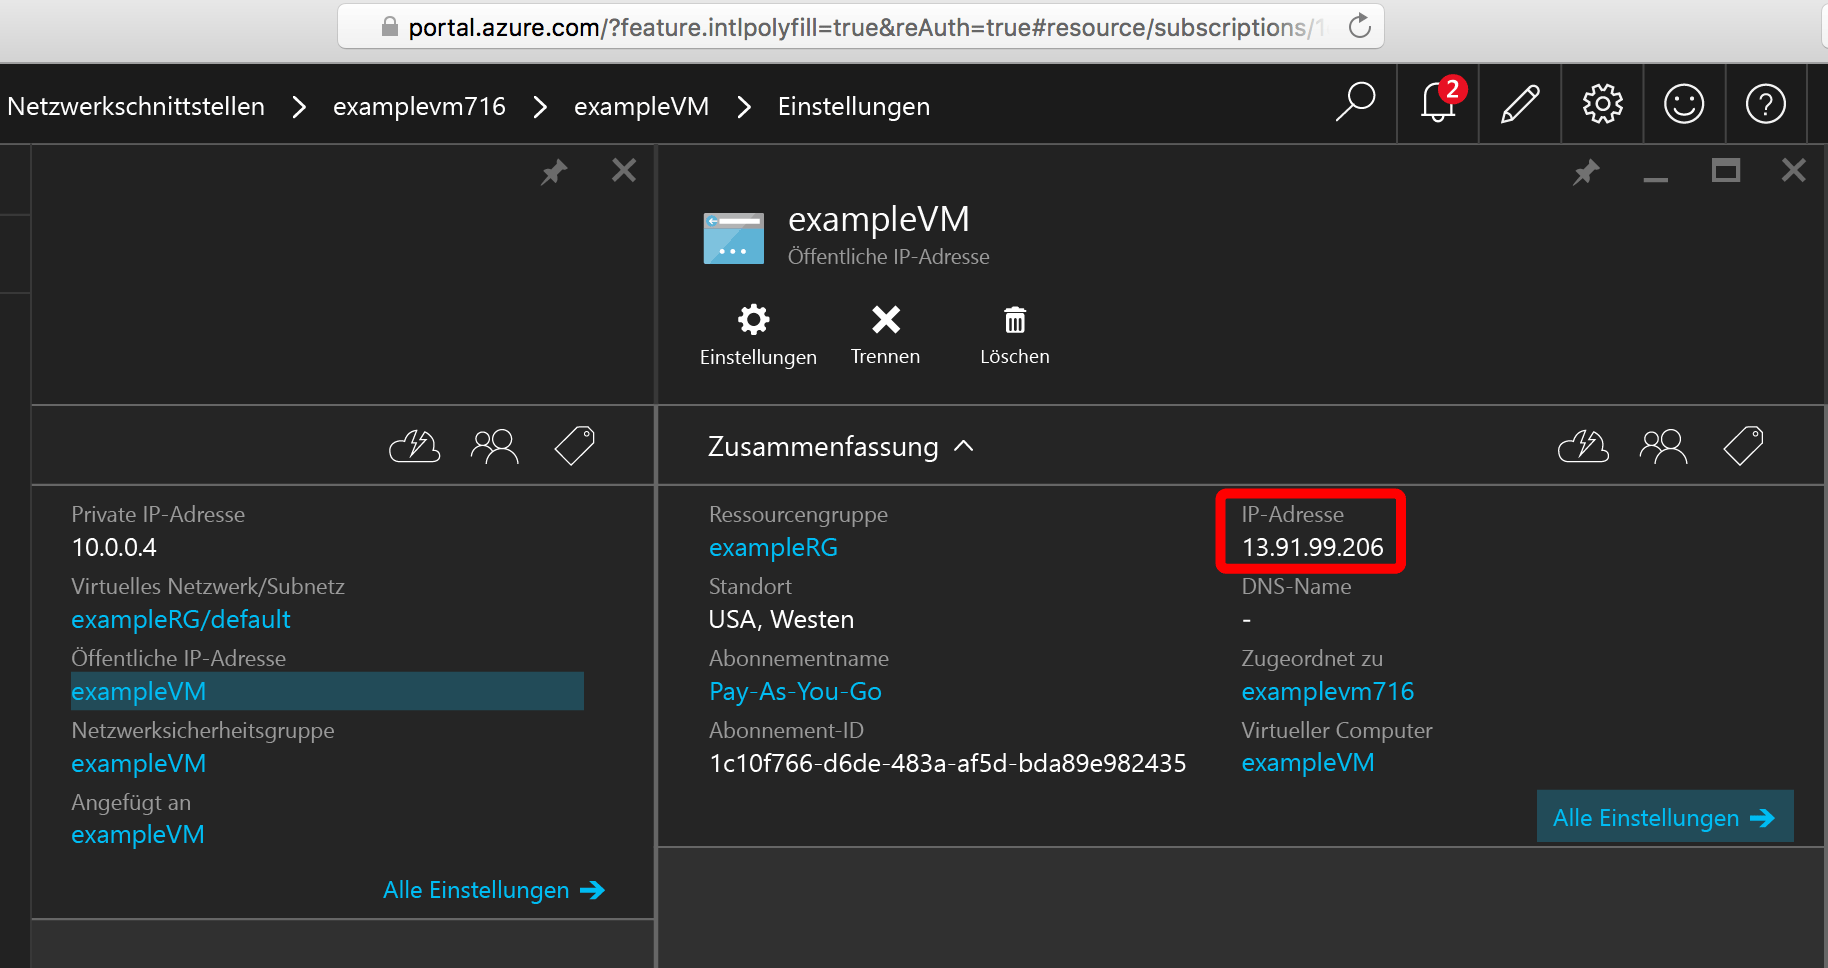 portal.azure.com/?feature.intlpolyfill=true&reAuth=true#resource/subscriptions/1
Netzwerkschnittstellen > examplevm716 > exampleVM > Einstellungen
2
?
exampleVM
Öffentliche IP-Adresse
Einstellungen Trennen Löschen
Zusammenfassung
Private IP-Adresse
10.0.0.4
Virtuelles Netzwerk/Subnetz
exampleRG/default
Öffentliche IP-Adresse
exampleVM
Netzwerksicherheitsgruppe
exampleVM
Angefügt an
exampleVM
Alle Einstellungen
Ressourcengruppe
exampleRG
Standort
USA, Westen
Abonnementname
Pay-As-You-Go
Abonnement-ID
1c10f766-d6de-483a-af5d-bda89e982435
IP-Adresse
13.91.99.206
DNS-Name
-
Zugeordnet zu
examplevm716
Virtueller Computer
exampleVM
Alle Einstellungen